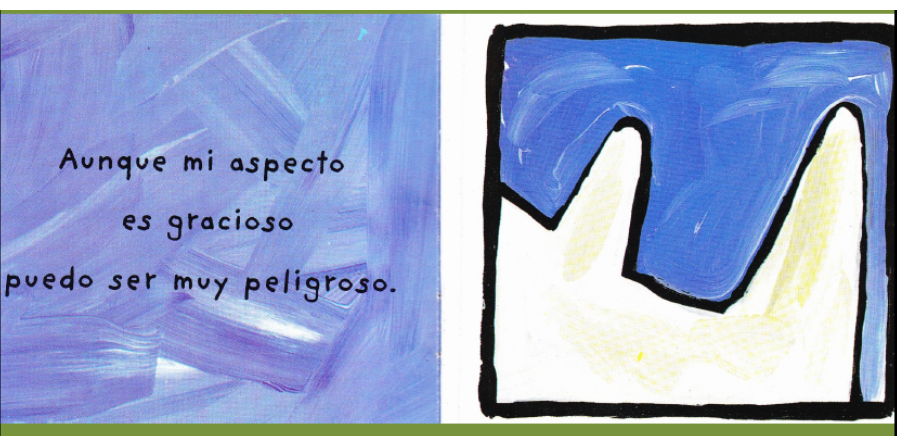 Aunque mi aspecto
es gracioso
puedo ser muy peligroso.